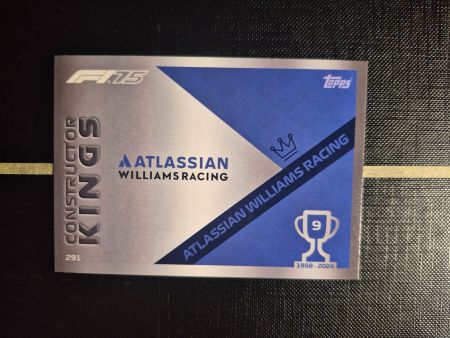 F1 75
Topps
CONSTRUCTOR
KINGS
ATLASSIAN
WILLIAMS RACING
ATLASSIAN WILLIAMS RACING
9
1958 - 2024
291